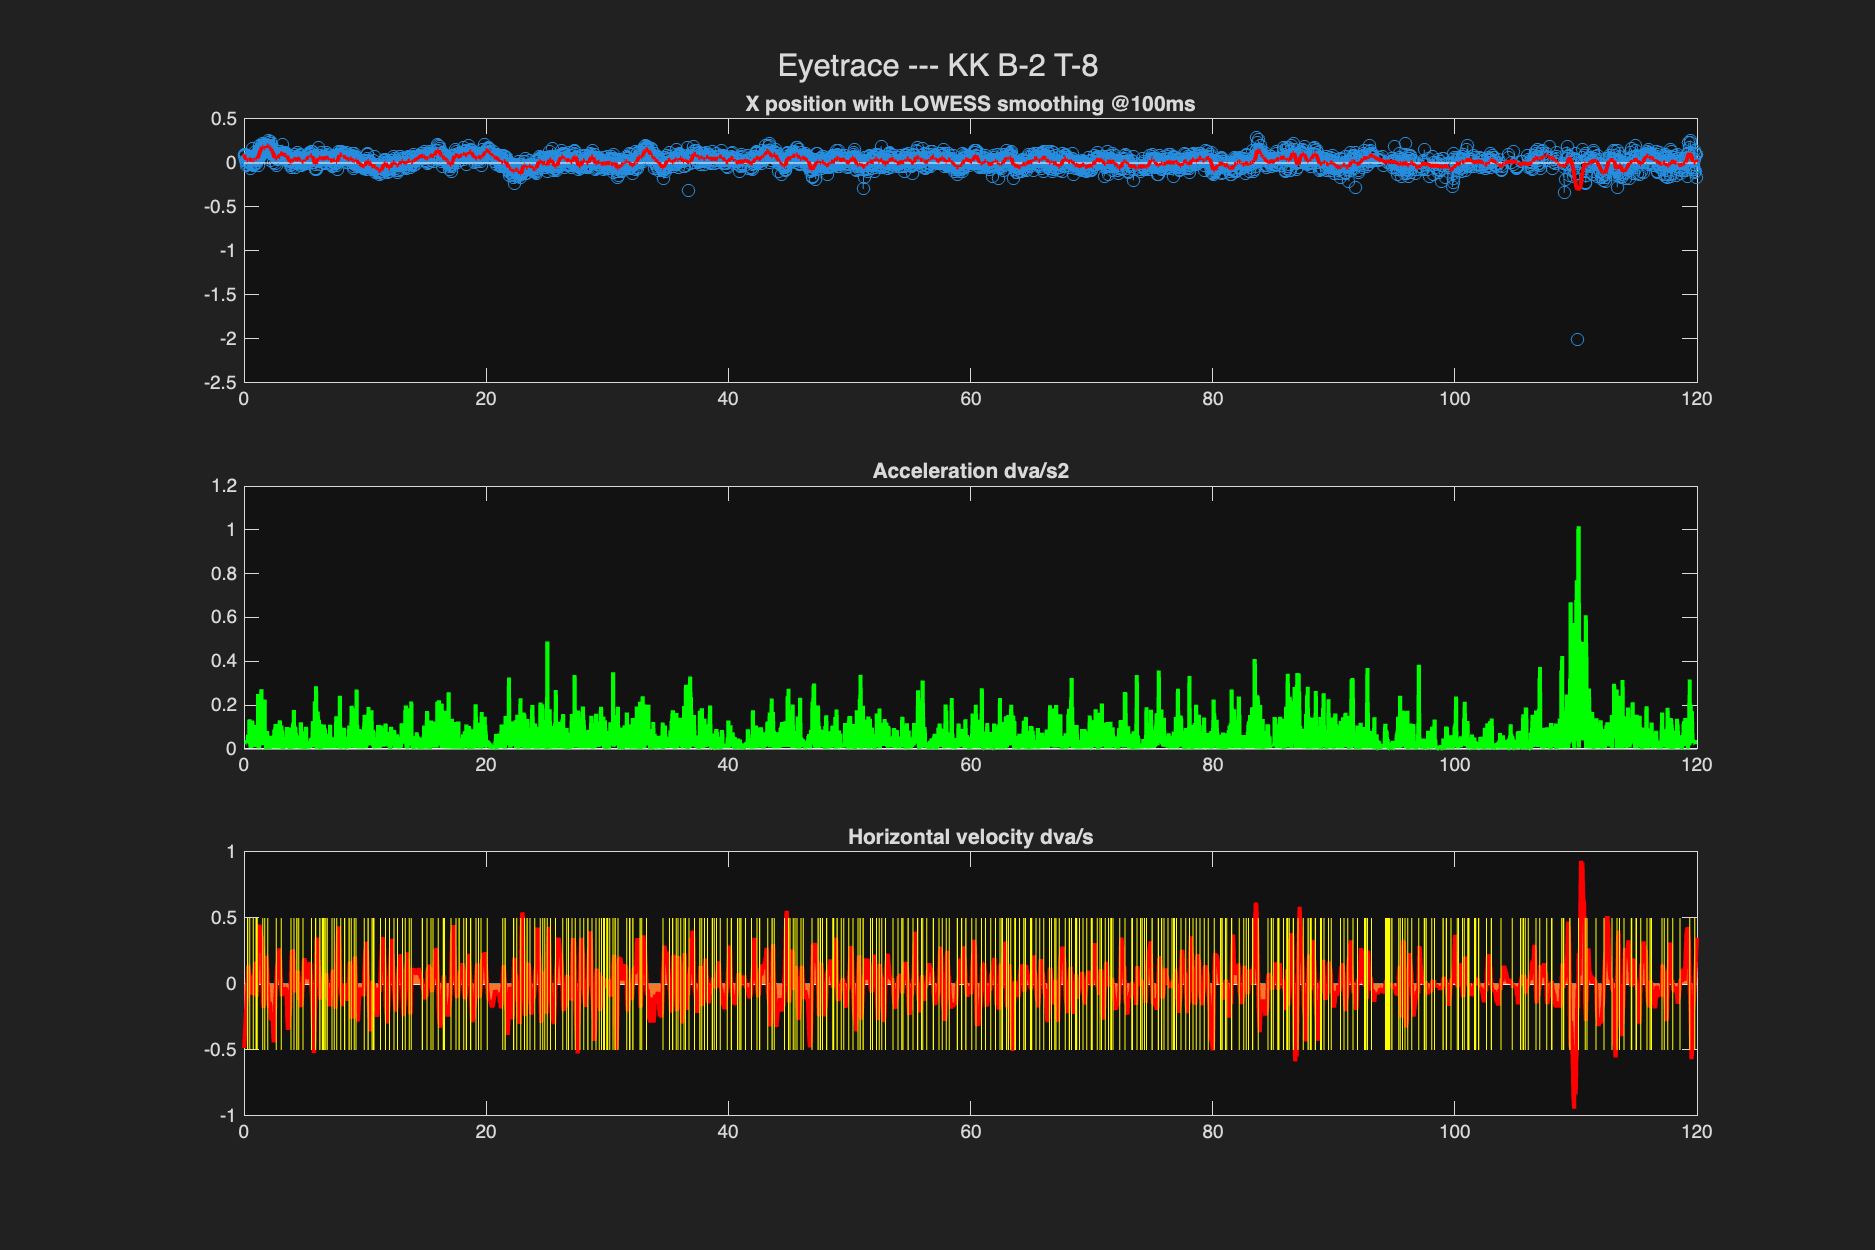 Eyetrace --- KK B-2 T-8
X position with LOWESS smoothing @100ms
0.5
0
-0.5
-1
-1.5
-2
-2.5
0 20 40 60 80 100 120
Acceleration dva/s2
1.2
1
0.8
0.6
0.4
0.2
0
0 20 40 60 80 100 120
Horizontal velocity dva/s
1
0.5
0
-0.5
-1
0 20 40 60 80 100 120